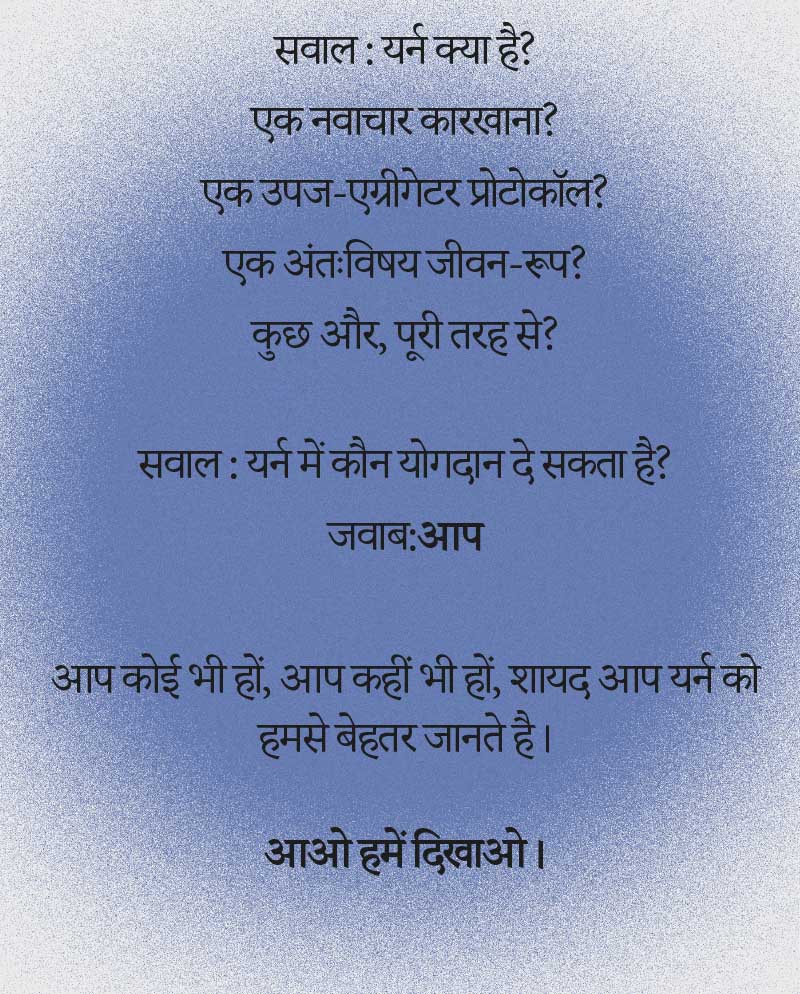 सवाल : यर्न क्या है?
एक नवाचार कारखाना?
एक उपज-एग्रीगेटर प्रोटोकॉल?
एक अंतःविषय जीवन-रूप?
कुछ और, पूरी तरह से?
सवाल : यर्न में कौन योगदान दे सकता है?
जवाब:आप
आप कोई भी हों, आप कहीं भी हों, शायद आप यर्न को
हमसे बेहतर जानते है।
आओ हमें दिखाओ।